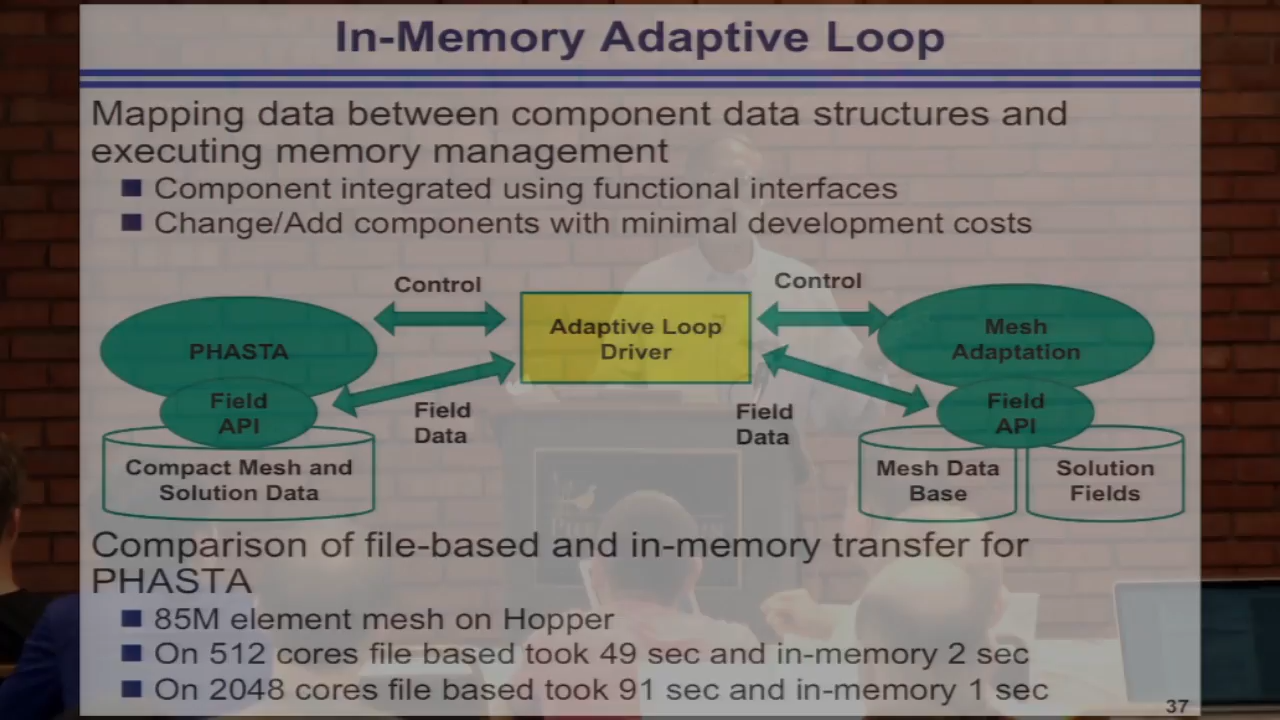 In-Memory Adaptive Loop
Mapping data between component data structures and
executing memory management
Component integrated using functional interfaces
Change/Add components with minimal development costs
Control
Control
Adaptive Loop
Driver
PHASTA
Mesh
Adaptation
Field
API
Field
Data
Field
Data
Field
API
Compact Mesh and
Solution Data
Mesh Data
Base
Solution
Fields
Comparison of file-based and in-memory transfer for
PHASTA
85M element mesh on Hopper
On 512 cores file based took 49 sec and in-memory 2 sec
On 2048 cores file based took 91 sec and in-memory 1 sec
37